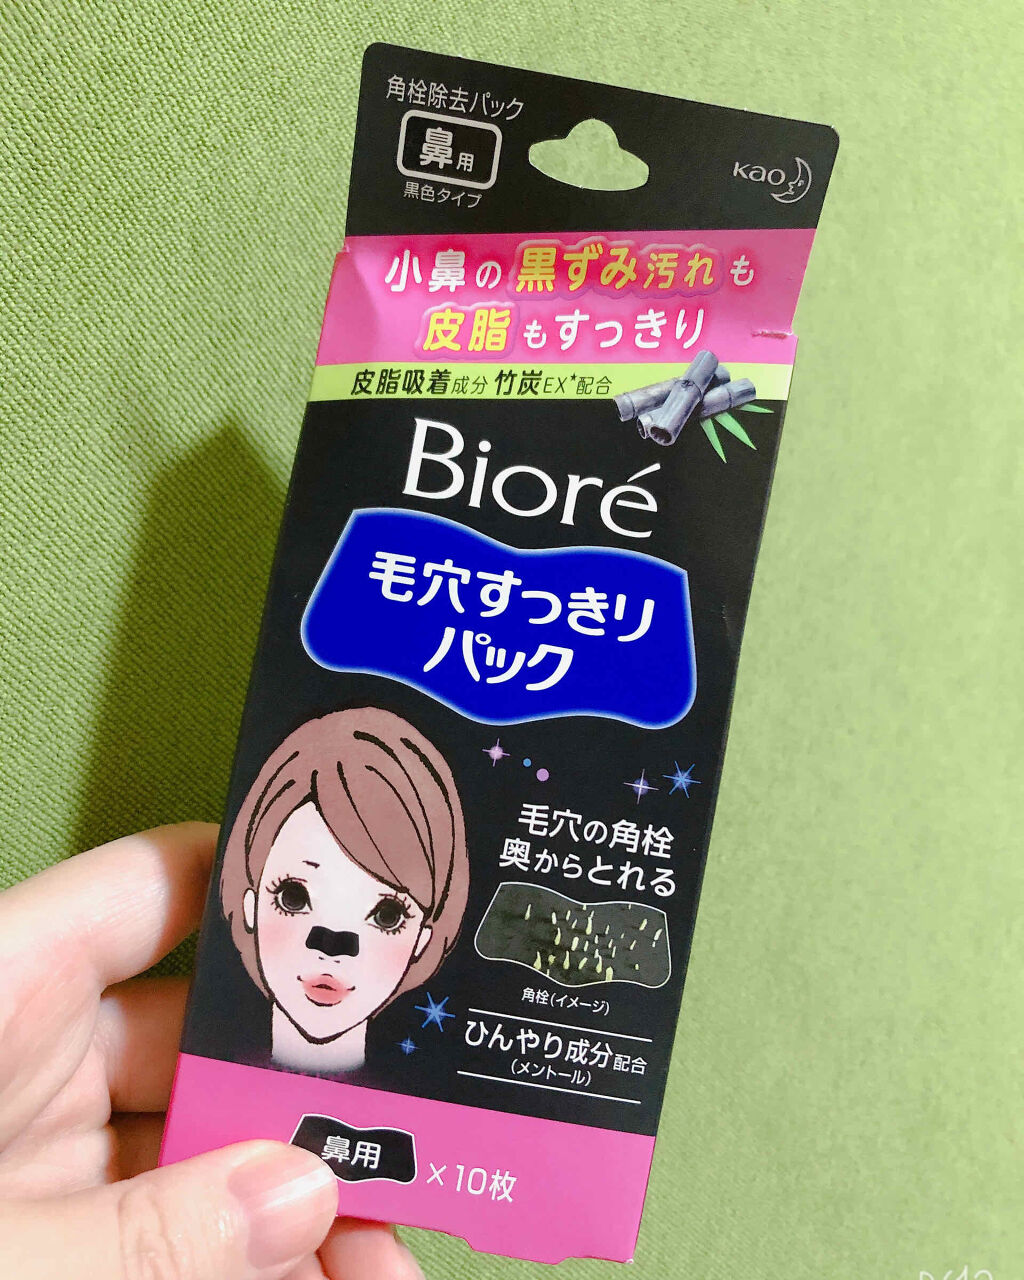 角栓除去パック
鼻用
黒色タイプ
Kao
小鼻の黒ずみ汚れも
皮脂もすっきり
皮脂吸着成分竹炭EX*配合
Bioré
毛穴すっきり
パック
毛穴の角栓
奥からとれる
角栓(イメージ)
ひんやり成分配合
(メントール)
鼻用 ×10枚